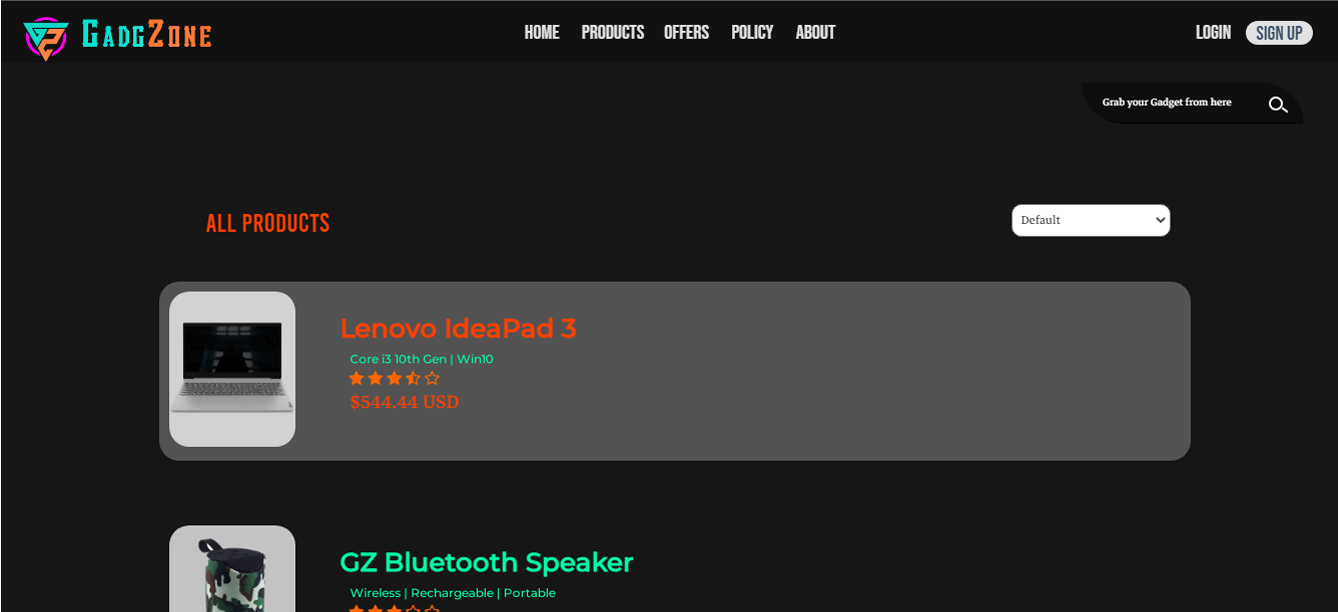 GADGZONE
HOME PRODUCTS OFFERS POLICY ABOUT
LOGIN SIGN UP
Grab your Gadget from here
ALL PRODUCTS
Default
Lenovo IdeaPad 3
Core i3 10th Gen | Win10
$544.44 USD
GZ Bluetooth Speaker
Wireless | Rechargeable | Portable